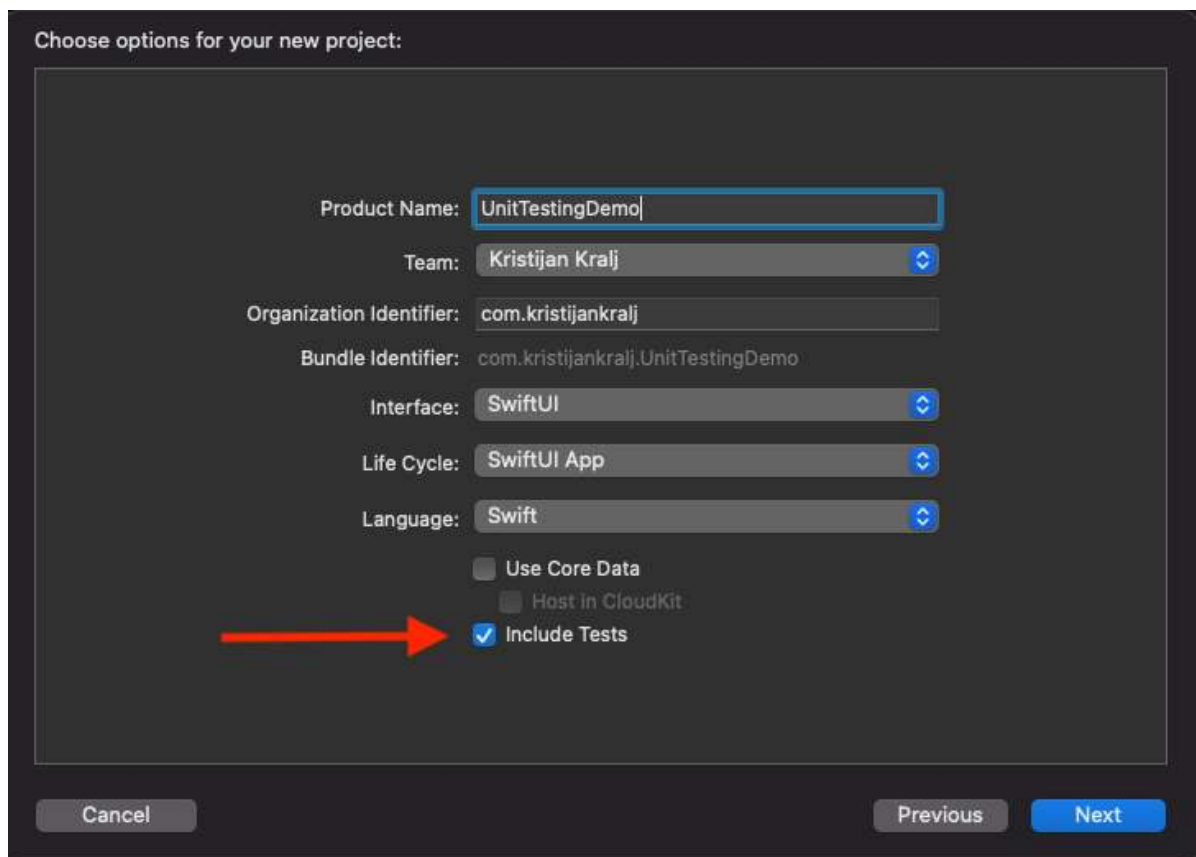 Choose options for your new project:
Product Name: UnitTestingDemo
Team: Kristijan Kralj
Organization Identifier: com.kristijankralj
Bundle Identifier: com.kristijankralj.UnitTestingDemo
Interface: SwiftUI
Life Cycle: SwiftUI App
Language: Swift
Use Core Data
Host in CloudKit
Include Tests
Cancel Previous Next